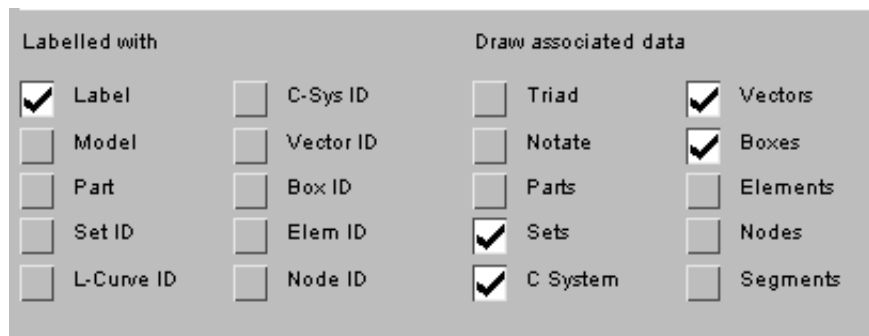 Labelled with Draw associated data
Label C-Sys ID Triad Vectors
Model Vector ID Notate Boxes
Part Box ID Parts Elements
Set ID Elem ID Sets Nodes
L-Curve ID Node ID C System Segments